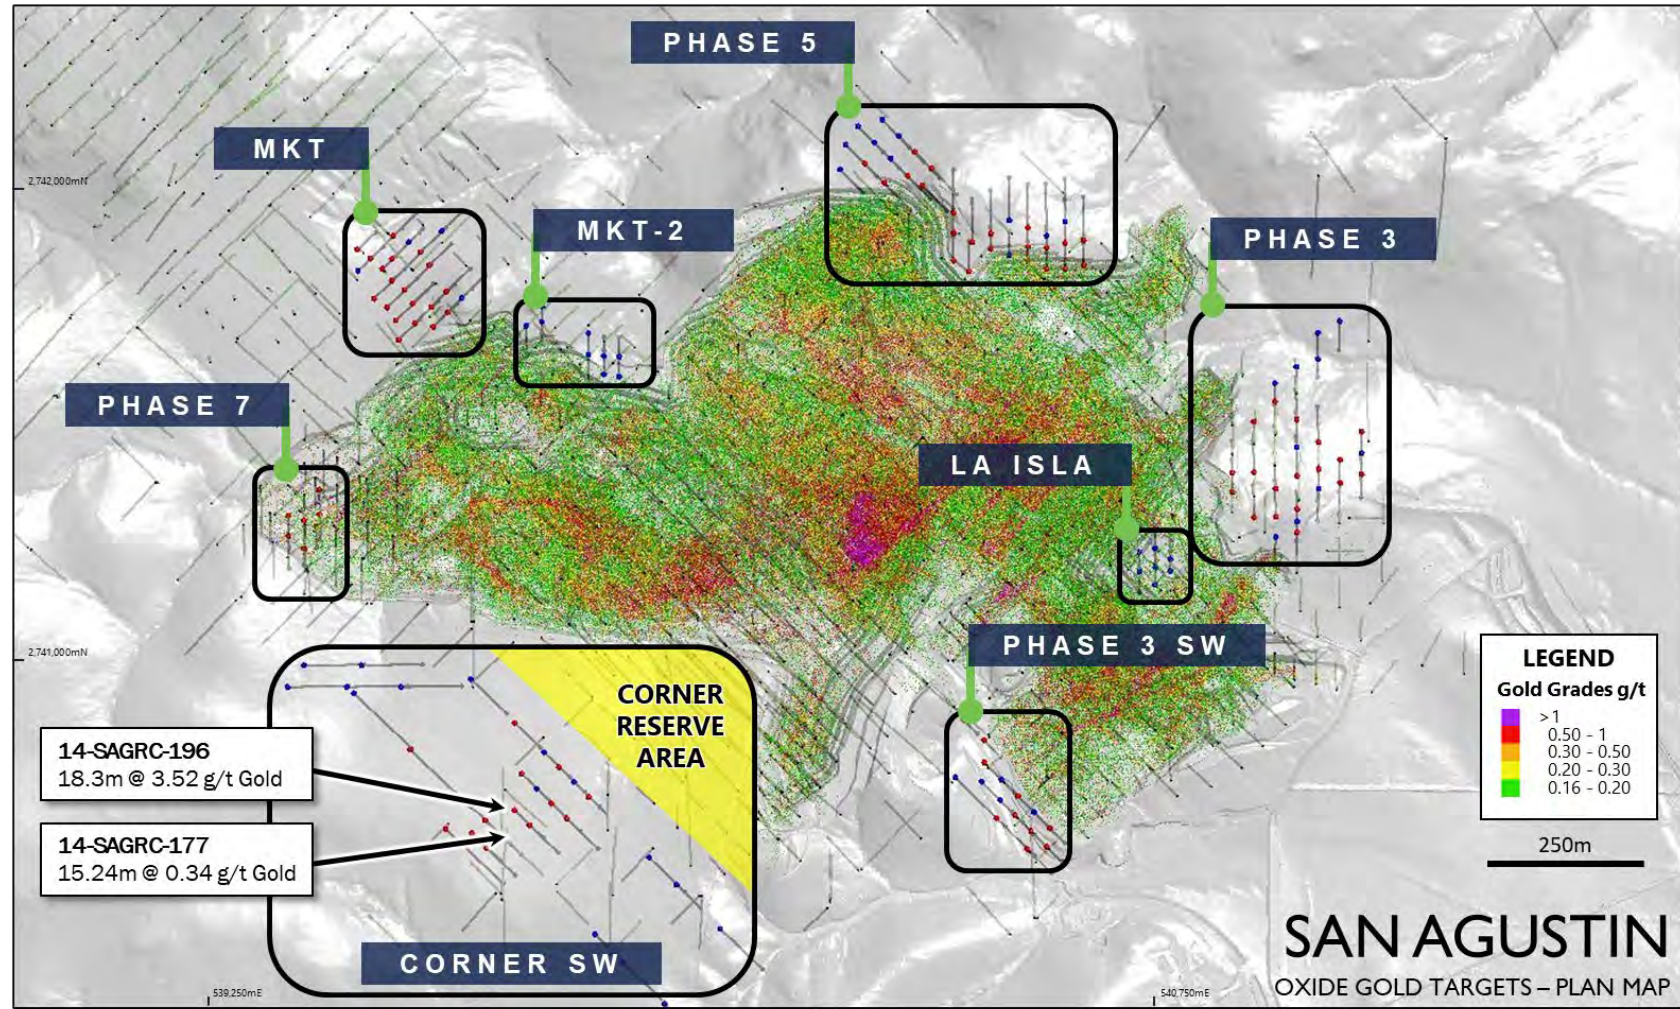 PHASE 5
MKT
2,742,000mN
MKT-2
PHASE 3
PHASE 7
LA ISLA
PHASE 3 SW
2,741,000mN
CORNER
RESERVE
AREA
14-SAGRC-196
18.3m @ 3.52 g/t Gold
14-SAGRC-177
15.24m @ 0.34 g/t Gold
CORNER SW
539,250mE
540,750mE
LEGEND
Gold Grades g/t
>1
0.50 - 1
0.30 - 0.50
0.20 - 0.30
0.16 - 0.20
250m
SAN AGUSTIN
OXIDE GOLD TARGETS – PLAN MAP